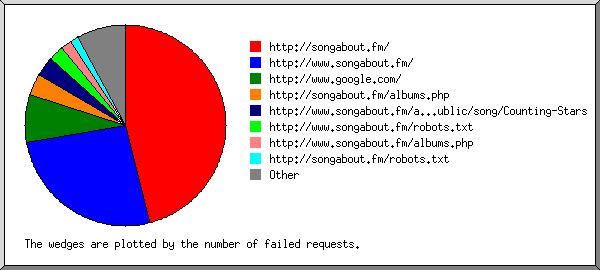 http://songabout.fm/
http://www.songabout.fm/
http://www.google.com/
http://songabout.fm/albums.php
http://www.songabout.fm/a...ublic/song/Counting-Stars
http://www.songabout.fm/robots.txt
http://www.songabout.fm/albums.php
http://songabout.fm/robots.txt
Other
The wedges are plotted by the number of failed requests.